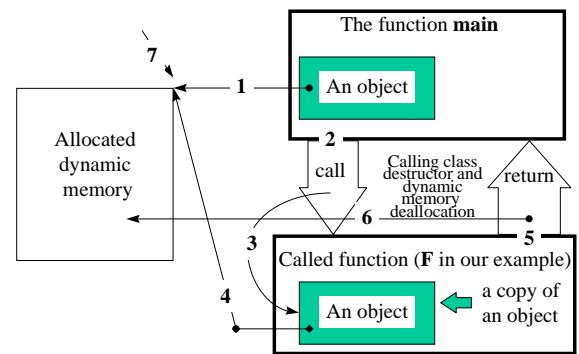 The function main
7
1
An object
Allocated
dynamic
memory
2
call
Calling class
destructor and
dynamic
memory
deallocation
return
6
3
5
Called function (F in our example)
4
An object
a copy of
an object